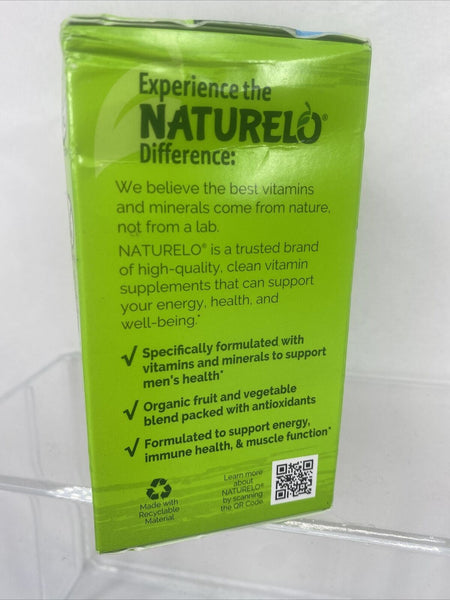 Experience the
NATURELO®
Difference:
We believe the best vitamins
and minerals come from nature,
not from a lab.
NATURELO® is a trusted brand
of high-quality, clean vitamin
supplements that can support
your energy, health, and
well-being.*
√ Specifically formulated with
vitamins and minerals to support
men's health*
√ Organic fruit and vegetable
blend packed with antioxidants
√ Formulated to support energy,
immune health, & muscle function*
Made with
Recyclable
Material
Learn more
about
NATURELO®
by scanning
the QR Code.